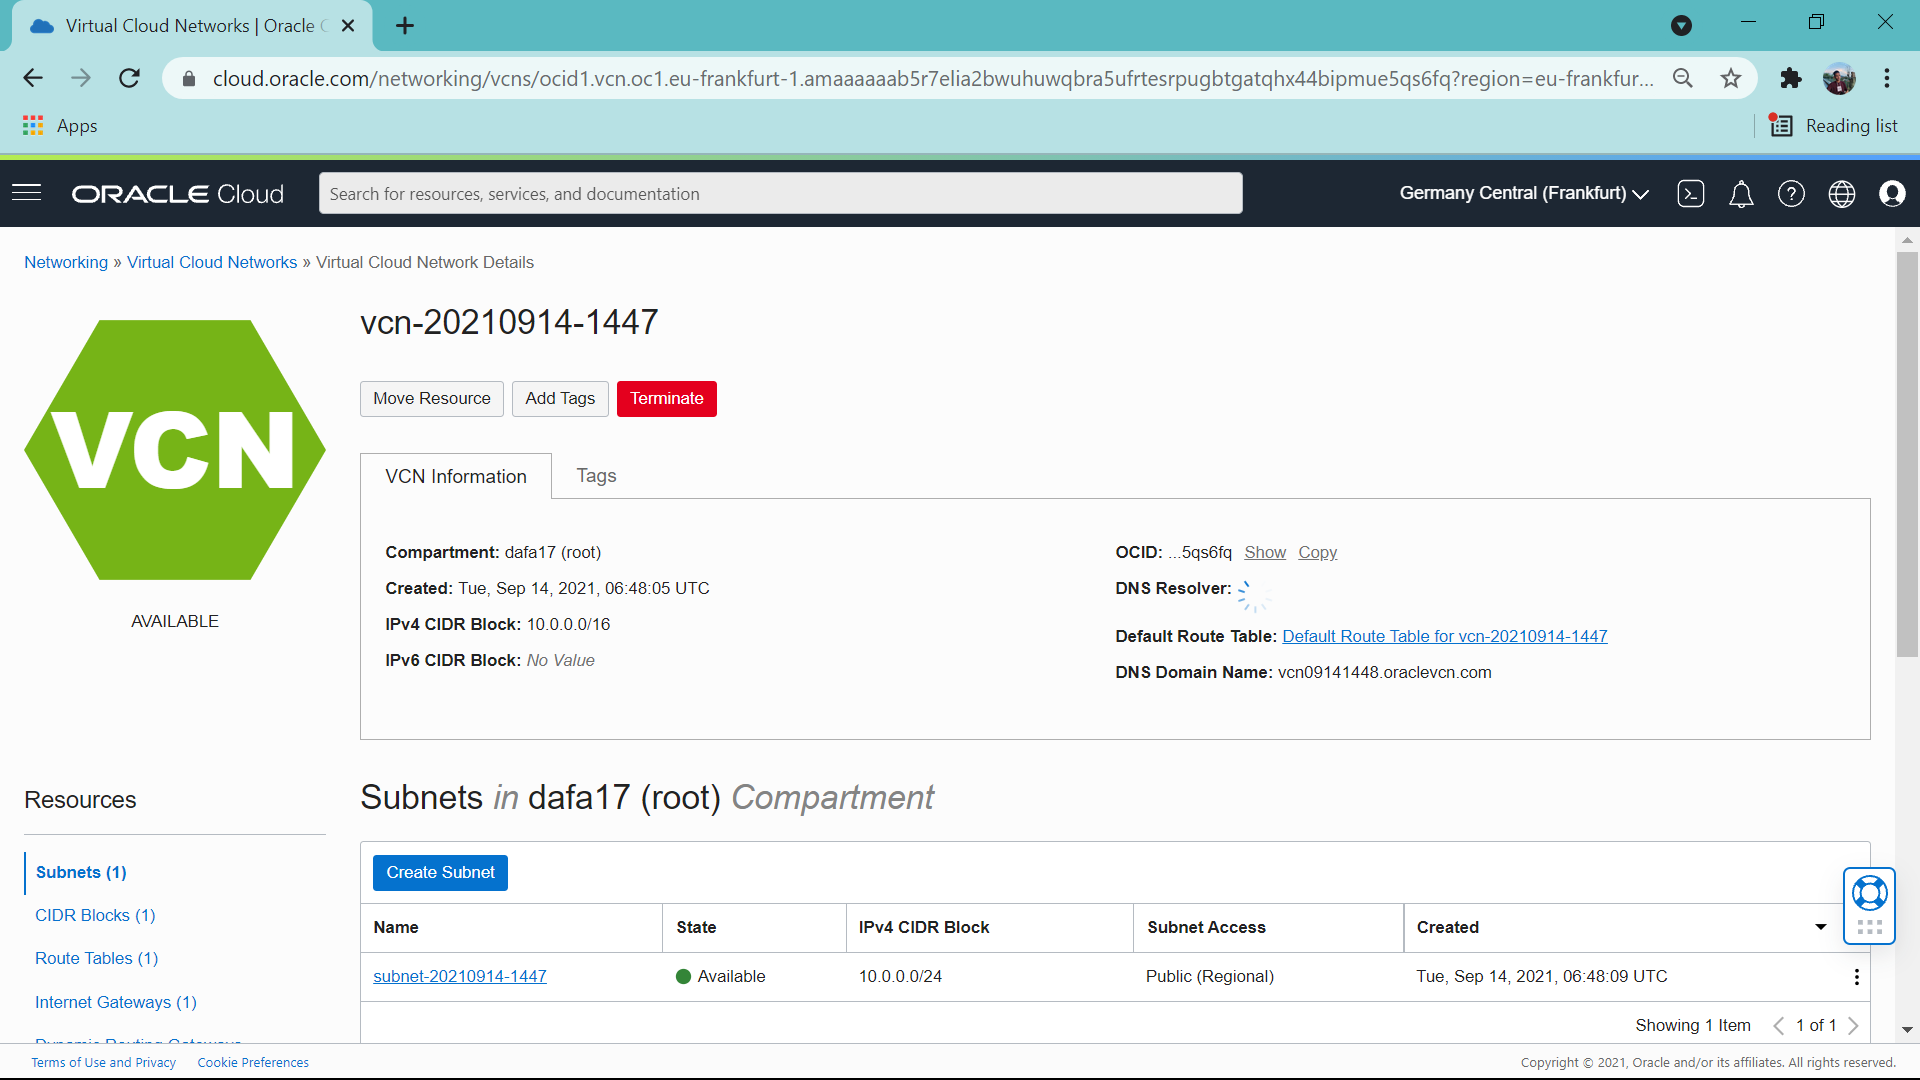 Virtual Cloud Networks | Oracle C
cloud.oracle.com/networking/vcns/ocid1.vcn.oc1.eu-frankfurt-1.amaaaaaab5r7elia2bwuhuwqbra5ufrtesrpugbtgatqhx44bipmue5qs6fq?region=eu-frankfur...
Apps
Reading list
ORACLE Cloud
Search for resources, services, and documentation
Germany Central (Frankfurt)
Networking » Virtual Cloud Networks » Virtual Cloud Network Details
VCN
AVAILABLE
vcn-20210914-1447
Move Resource
Add Tags
Terminate
VCN Information
Tags
Compartment: dafa17 (root)
Created: Tue, Sep 14, 2021, 06:48:05 UTC
IPv4 CIDR Block: 10.0.0.0/16
IPv6 CIDR Block: No Value
OCID: ...5qs6fq Show Copy
DNS Resolver:
Default Route Table: Default Route Table for vcn-20210914-1447
DNS Domain Name: vcn09141448.oraclevcn.com
Resources
Subnets (1)
CIDR Blocks (1)
Route Tables (1)
Internet Gateways (1)
Dynamic Routing Gateways
Subnets in dafa17 (root) Compartment
Create Subnet
Name State IPv4 CIDR Block Subnet Access Created
subnet-20210914-1447 Available 10.0.0.0/24 Public (Regional) Tue, Sep 14, 2021, 06:48:09 UTC
Showing 1 Item 1 of 1
Terms of Use and Privacy Cookie Preferences
Copyright © 2021, Oracle and/or its affiliates. All rights reserved.